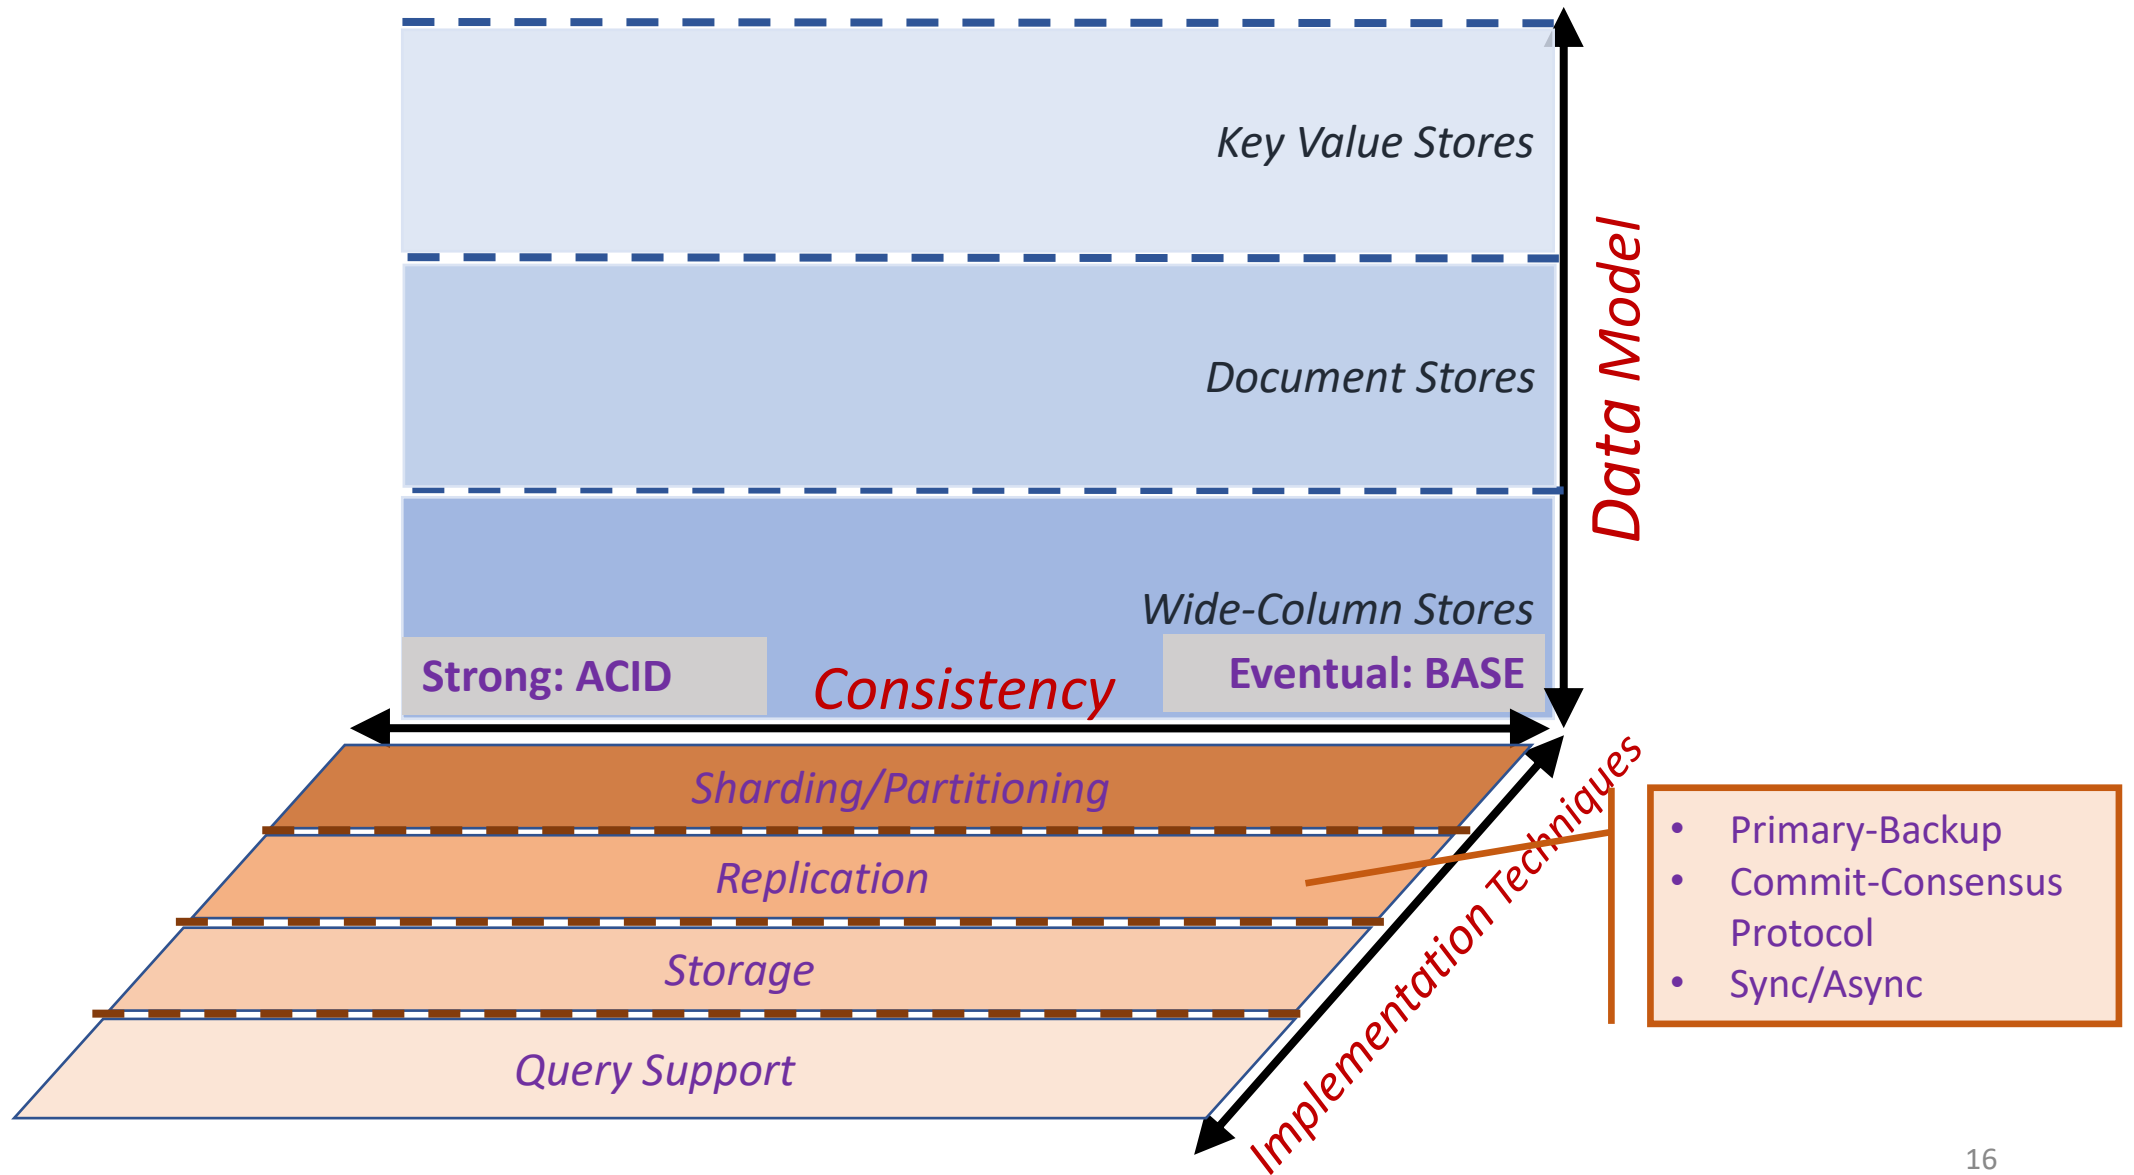 Key Value Stores
Document Stores
Data Model
Wide-Column Stores
Strong: ACID
Consistency
Eventual: BASE
Sharding/Partitioning
Replication
Storage
Query Support
Implementation Techniques
• Primary-Backup
• Commit-Consensus
Protocol
• Sync/Async
16